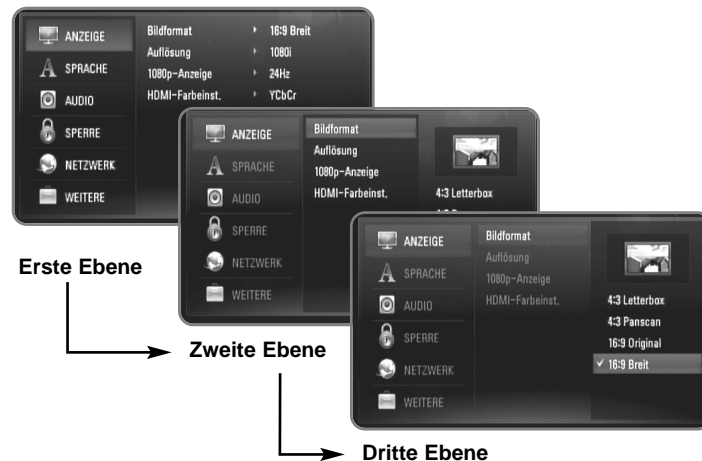 ANZEIGE
SPRACHE
AUDIO
SPERRE
NETZWERK
WEITERE
Bildformat 16:9 Breit
Auflösung 1080i
1080p-Anzeige 24Hz
HDMI-Farbeinst. YCbCr
Erste Ebene
ANZEIGE
SPRACHE
AUDIO
SPERRE
NETZWERK
WEITERE
Bildformat
Auflösung
1080p-Anzeige
HDMI-Farbeinst.
4:3 Letterbox
Zweite Ebene
ANZEIGE
SPRACHE
AUDIO
SPERRE
NETZWERK
WEITERE
Bildformat
Auflösung
1080p-Anzeige
HDMI-Farbeinst.
4:3 Letterbox
4:3 Panscan
16:9 Original
✓ 16:9 Breit
Dritte Ebene